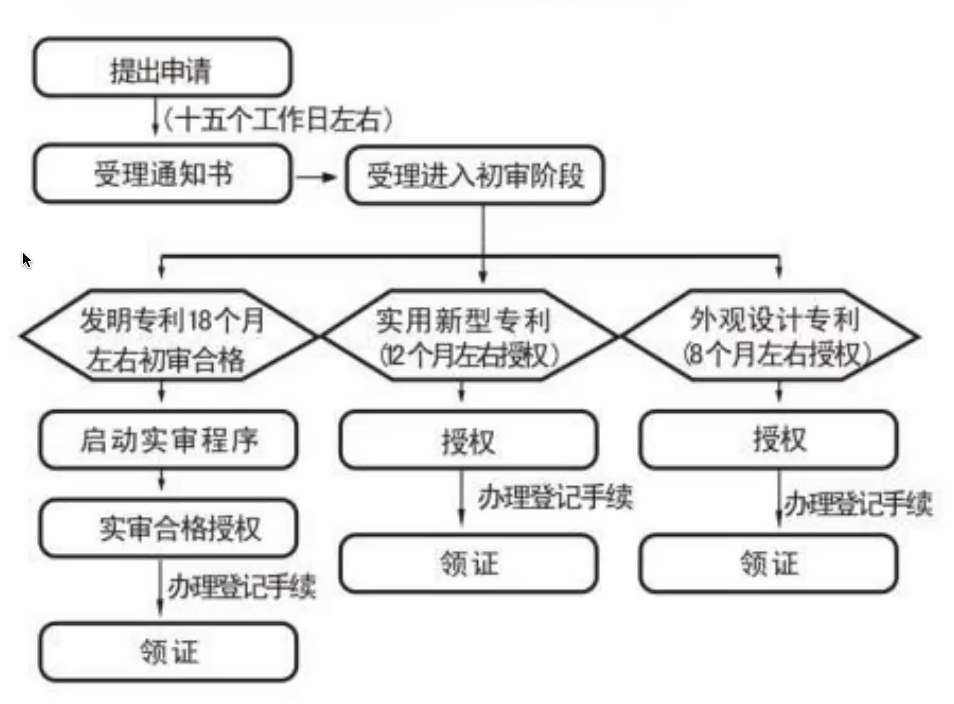 提出申请
（十五个工作日左右）
受理通知书
受理进入初审阶段
发明专利18个月
左右初审合格
实用新型专利
（12个月左右授权）
外观设计专利
（8个月左右授权）
启动实审程序
授权
授权
办理登记手续
办理登记手续
实审合格授权
领证
领证
办理登记手续
领证